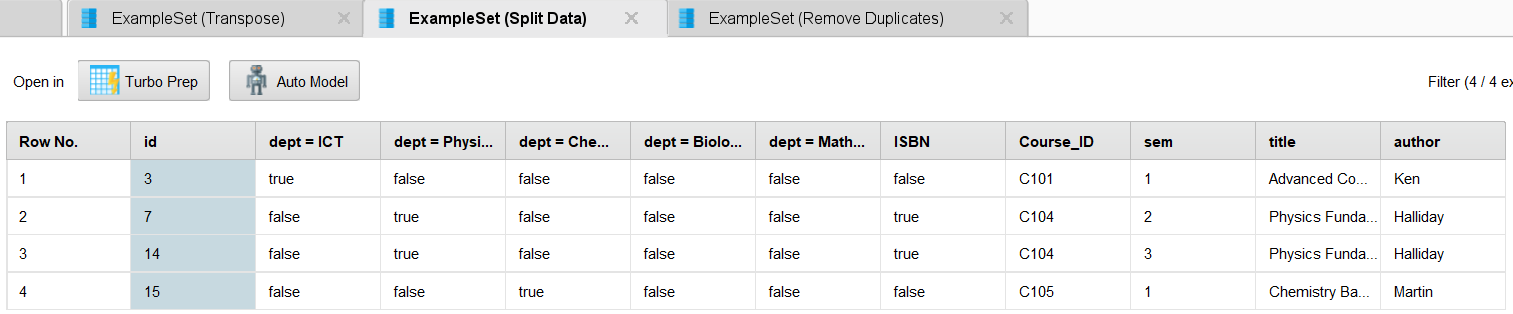 ExampleSet (Transpose) ExampleSet (Split Data) ExampleSet (Remove Duplicates)
Open in Turbo Prep Auto Model Filter (4 / 4 ex
Row No. id dept = ICT dept = Physi... dept = Che... dept = Biolo... dept = Math... ISBN Course_ID sem title author
1 3 true false false false false false C101 1 Advanced Co... Ken
2 7 false true false false false true C104 2 Physics Funda... Halliday
3 14 false true false false false true C104 3 Physics Funda... Halliday
4 15 false false true false false false C105 1 Chemistry Ba... Martin